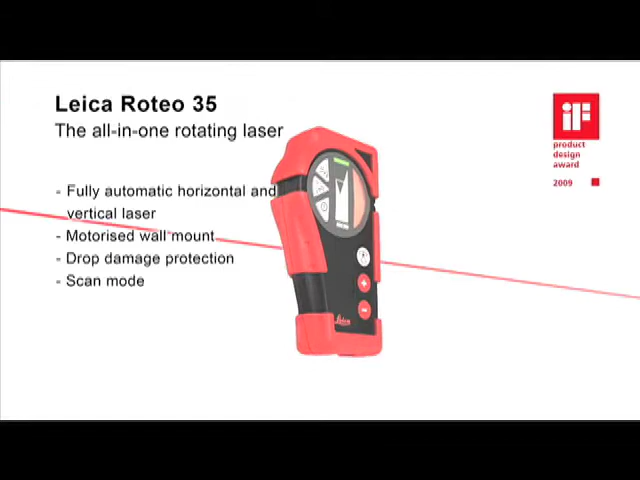 Leica Roteo 35
The all-in-one rotating laser
- Fully automatic horizontal and
vertical laser
- Motorised wall mount
- Drop damage protection
- Scan mode
iF
product
design
award
2009
Leica